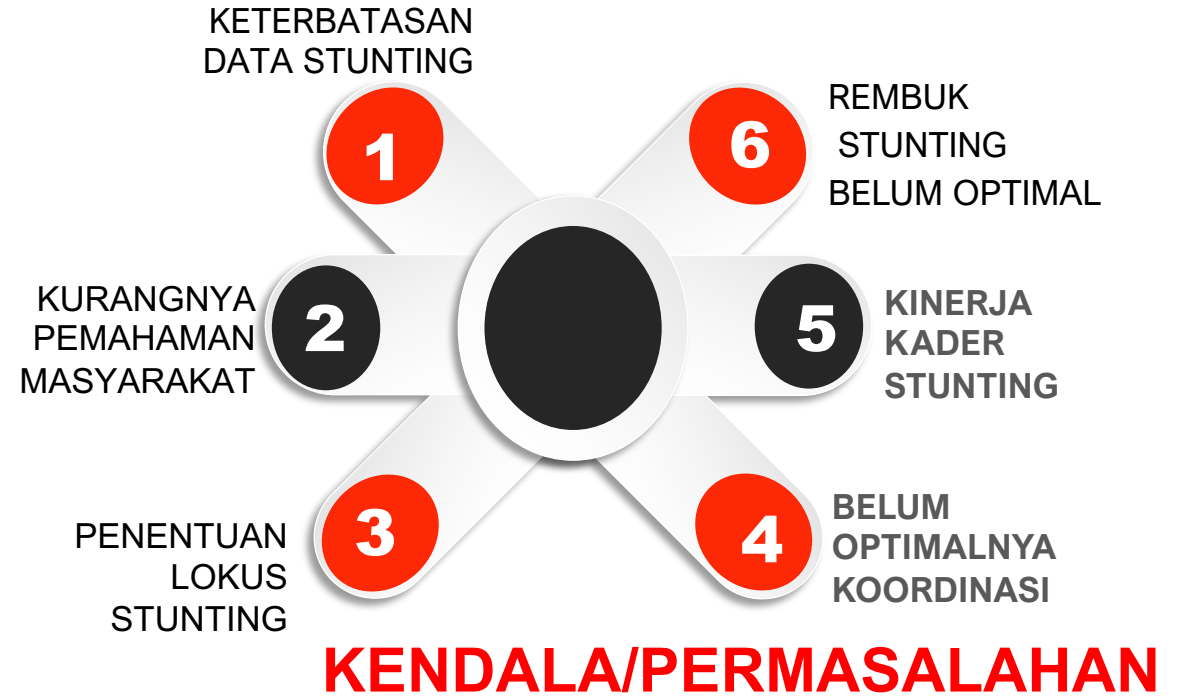 KETERBATASAN
DATA STUNTING
1
KURANGNYA
PEMAHAMAN
MASYARAKAT
2
PENENTUAN
LOKUS
STUNTING
3
4
BELUM
OPTIMALNYA
KOORDINASI
5
KINERJA
KADER
STUNTING
6
REMBUK
STUNTING
BELUM OPTIMAL
KENDALA/PERMASALAHAN